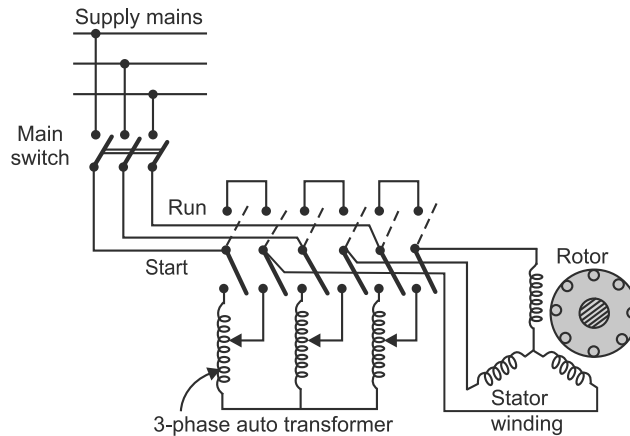 Supply mains
Main
switch
Run
Start
Rotor
Stator
winding
3-phase auto transformer